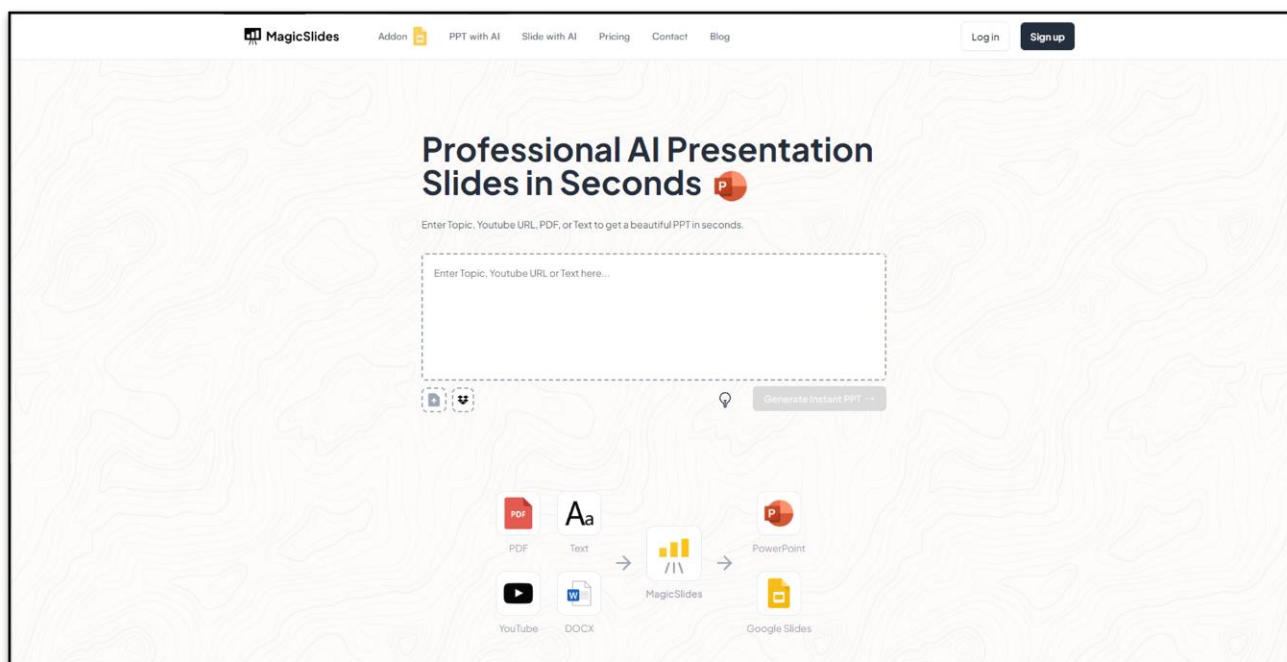 MagicSlides Addon PPT with AI Slide with AI Pricing Contact Blog Log in Sign up
Professional AI Presentation
Slides in Seconds P
Enter Topic, Youtube URL, PDF, or Text to get a beautiful PPT in seconds.
Enter Topic, Youtube URL or Text here...
Generate Instant PPT →
PDF Aa P
PDF Text PowerPoint
MagicSlides
W
YouTube DOCX Google Slides